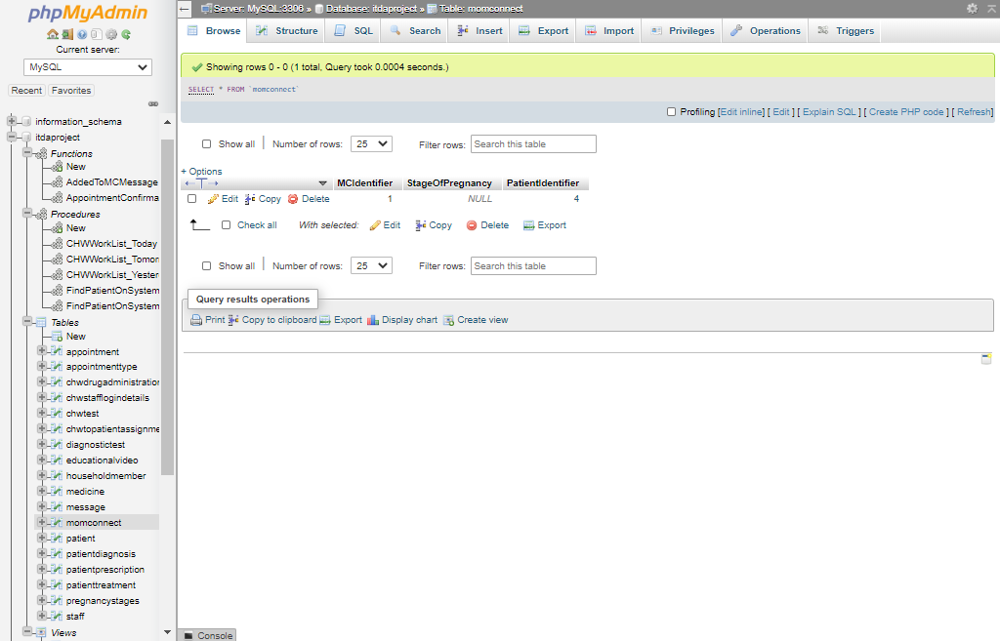 phpMyAdmin
Current server:
MySQL
Recent Favorites
information_schema
itdaproject
Functions
New
AddedToMCMessage
AppointmentConfirma
Procedures
New
CHWWorkList_Today
CHWWorkList_Tomor
CHWWorkList_Yester
FindPatientOnSystem
FindPatientOnSystem
Tables
New
appointment
appointmenttype
chwdrugadministration
chwstafflogindetails
chwtest
chwtopatientassignme
diagnostictest
educationalvideo
householdmember
medicine
message
momconnect
patient
patientdiagnosis
patientprescription
patienttreatment
pregnancystages
staff
Views
Server: MySQL:3308 » Database: itdaproject » Table: momconnect
Browse Structure SQL Search Insert Export Import Privileges Operations Triggers
Showing rows 0 - 0 (1 total, Query took 0.0004 seconds.)
SELECT * FROM `momconnect`
Profiling [Edit inline] [ Edit ] [ Explain SQL ] [ Create PHP code ] [ Refresh]
Show all Number of rows: 25 Filter rows: Search this table
+ Options
←T→ MCIdentifier StageOfPregnancy PatientIdentifier
Edit Copy Delete 1 NULL 4
Check all With selected: Edit Copy Delete Export
Show all Number of rows: 25 Filter rows: Search this table
Query results operations
Print Copy to clipboard Export Display chart Create view
Console